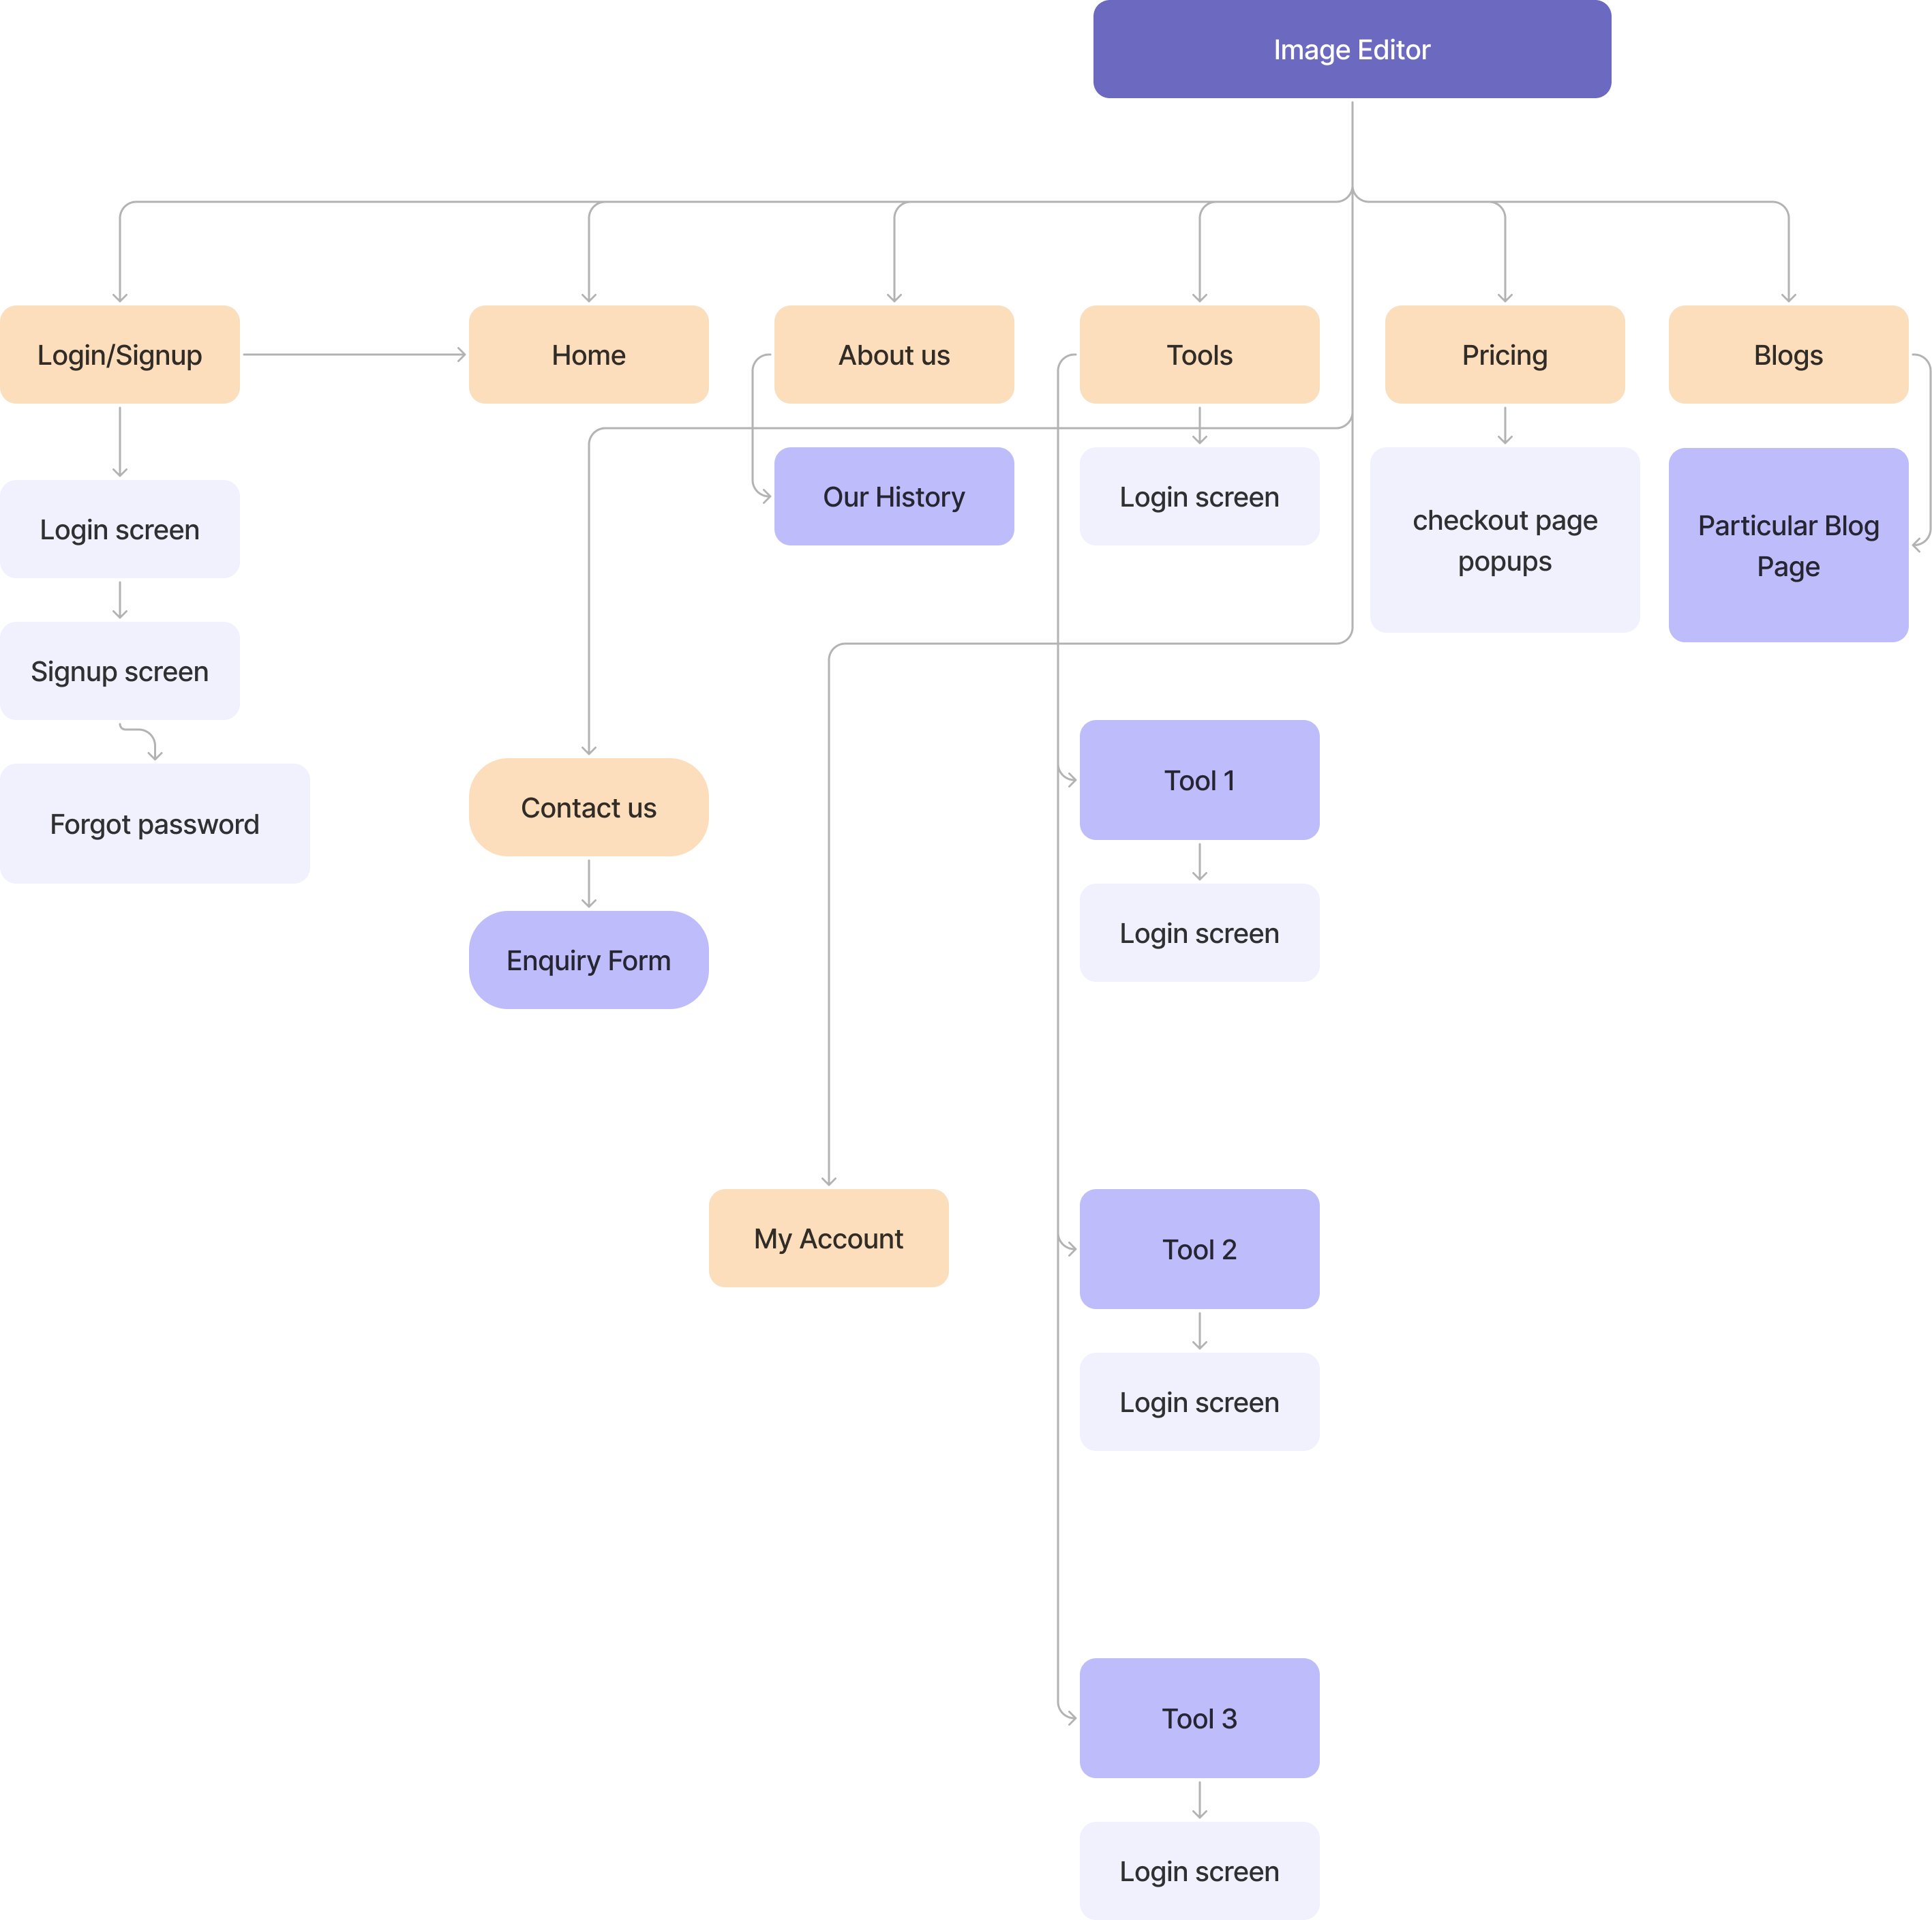 Image Editor
Login/Signup
Home
About us
Tools
Pricing
Blogs
Our History
Login screen
checkout page
popups
Particular Blog
Page
Login screen
Signup screen
Tool 1
Contact us
Forgot password
Login screen
Enquiry Form
My Account
Tool 2
Login screen
Tool 3
Login screen